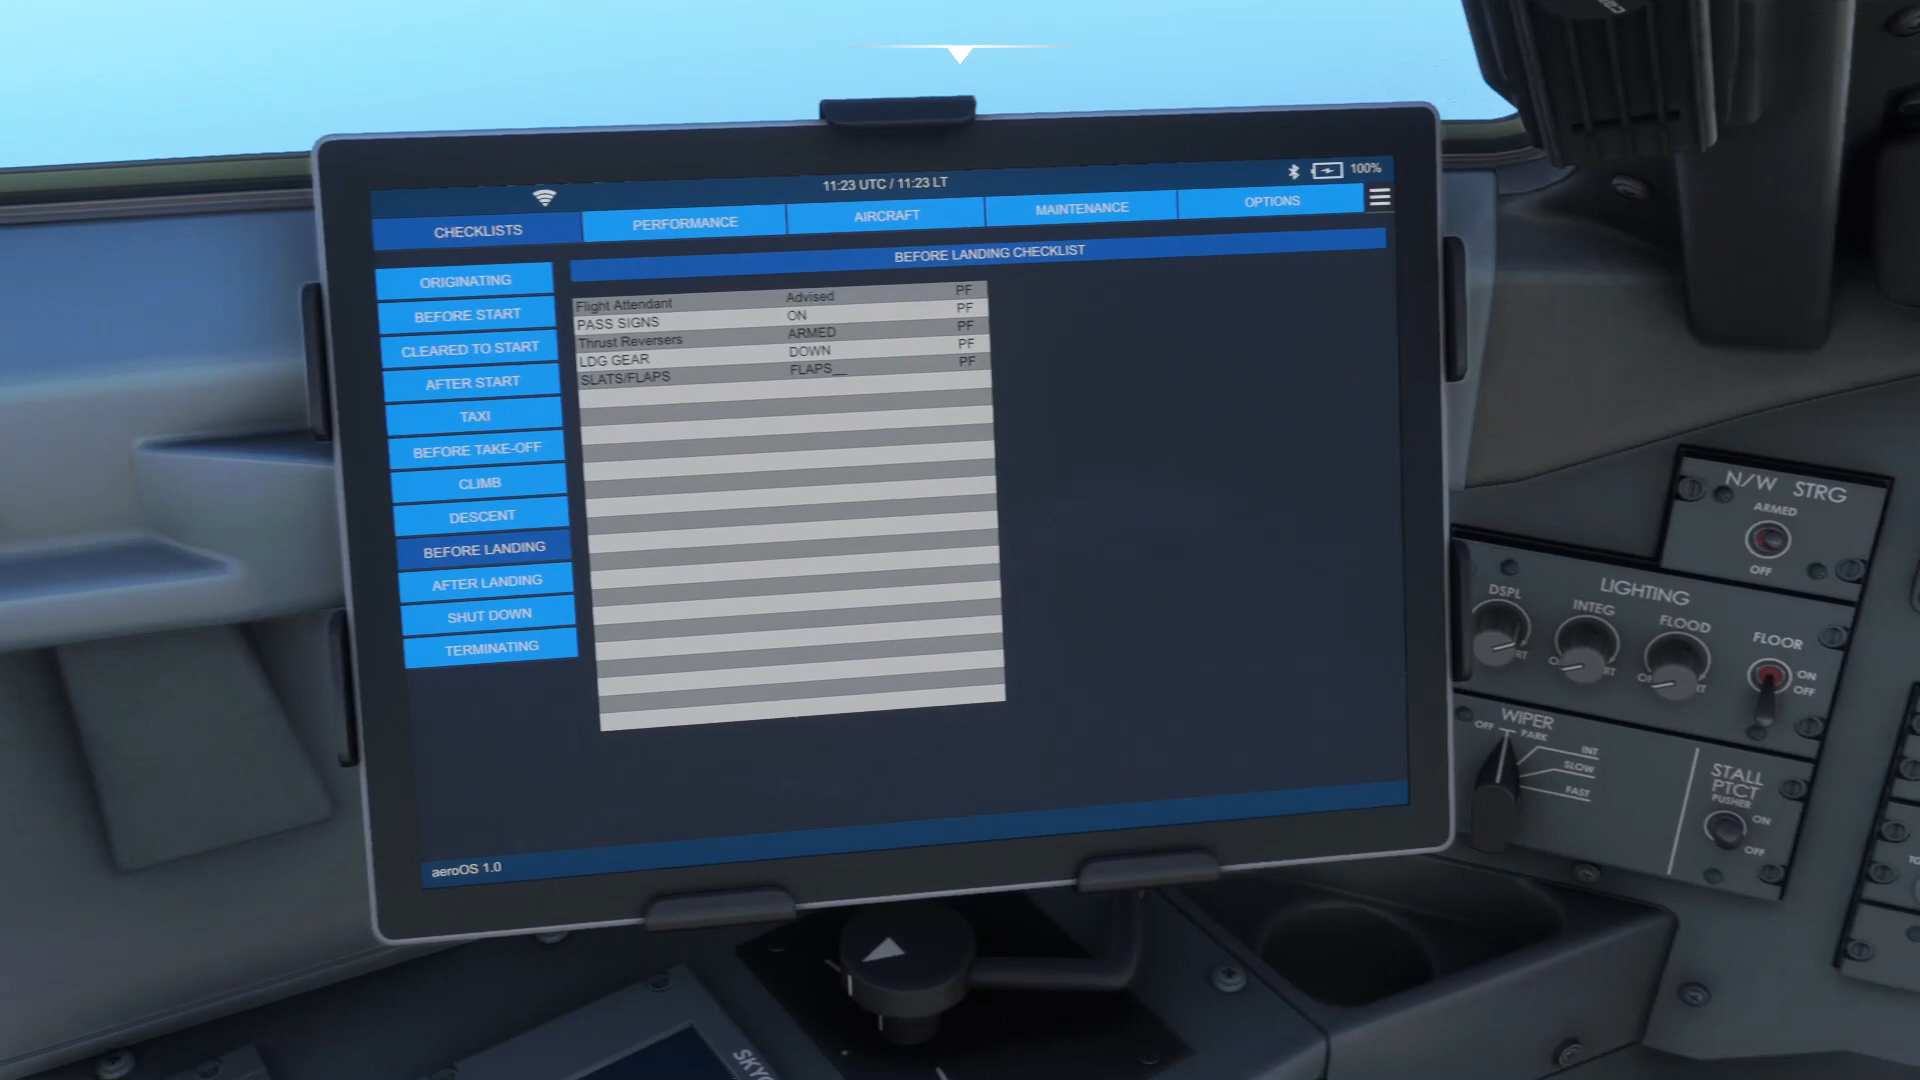 11:23 UTC / 11:23 LT
100%
CHECKLISTS
PERFORMANCE
AIRCRAFT
MAINTENANCE
OPTIONS
BEFORE LANDING CHECKLIST
ORIGINATING
BEFORE START
CLEARED TO START
AFTER START
TAXI
BEFORE TAKE-OFF
CLIMB
DESCENT
BEFORE LANDING
AFTER LANDING
SHUT DOWN
TERMINATING
Flight Attendant Advised PF
PASS SIGNS ON PF
Thrust Reversers ARMED PF
LDG GEAR DOWN PF
SLATS/FLAPS FLAPS__ PF
aeroOS 1.0
N/W STRG
ARMED
OFF
LIGHTING
DSPL
INTEG
FLOOD
FLOOR
ON
OFF
WIPER
OFF
PARK
INT
SLOW
FAST
STALL
PTCT
PUSHER
ON
OFF